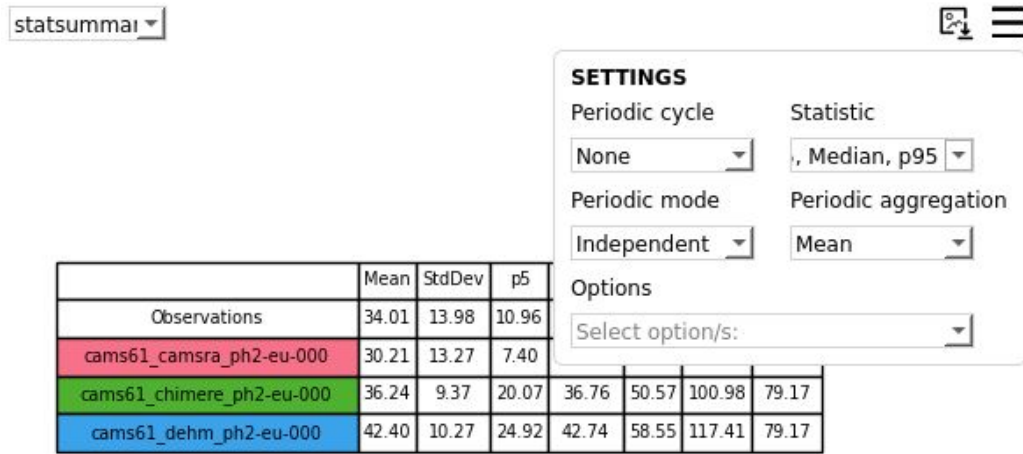 statsummar
SETTINGS
Periodic cycle Statistic
None , Median, p95
Periodic mode Periodic aggregation
Independent Mean
Options
Select option/s:
Mean StdDev p5
Observations 34.01 13.98 10.96
cams61_camsra_ph2-eu-000 30.21 13.27 7.40
cams61_chimere_ph2-eu-000 36.24 9.37 20.07 36.76 50.57 100.98 79.17
cams61_dehm_ph2-eu-000 42.40 10.27 24.92 42.74 58.55 117.41 79.17